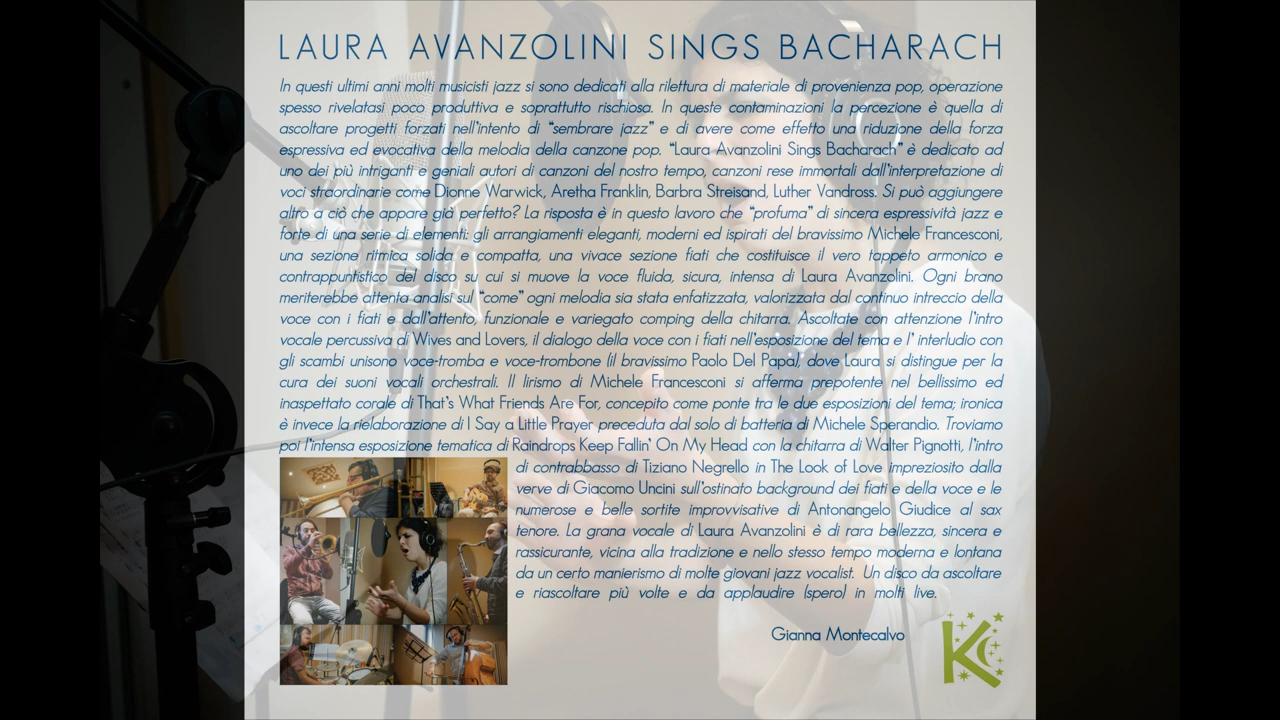 LAURA AVANZOLINI SINGS BACHARACH
In questi ultimi anni molti musicisti jazz si sono dedicati alla rilettura di materiale di provenienza pop, operazione
spesso rivelatasi poco produttiva e soprattutto rischiosa. In queste contaminazioni la percezione è quella di
ascoltare progetti forzati nell'intento di "sembrare jazz" e di avere come effetto una riduzione della forza
espressiva ed evocativa della melodia della canzone pop. "Laura Avanzolini Sings Bacharach" è dedicato ad
uno dei più intriganti e geniali autori di canzoni del nostro tempo, canzoni rese immortali dall'interpretazione di
voci straordinarie come Dionne Warwick, Aretha Franklin, Barbra Streisand, Luther Vandross. Si può aggiungere
altro a ciò che appare già perfetto? La risposta è in questo lavoro che "profuma" di sincera espressività jazz e
forte di una serie di elementi: gli arrangiamenti eleganti, moderni ed ispirati del bravissimo Michele Francesconi,
una sezione ritmica solida e compatta, una vivace sezione fiati che costituisce il vero tappeto armonico e
contrappuntistico del disco su cui si muove la voce fluida, sicura, intensa di Laura Avanzolini. Ogni brano
meriterebbe attenta analisi sul "come" ogni melodia sia stata enfatizzata, valorizzata dal continuo intreccio della
voce con i fiati e dall'attento, funzionale e variegato comping della chitarra. Ascoltate con attenzione l'intro
vocale percussiva di Wives and Lovers, il dialogo della voce con i fiati nell'esposizione del tema e l' interludio con
gli scambi unisono voce-tromba e voce-trombone (il bravissimo Paolo Del Papa), dove Laura si distingue per la
cura dei suoni vocali orchestrali. Il lirismo di Michele Francesconi si afferma prepotente nel bellissimo ed
inaspettato corale di That's What Friends Are For, concepito come ponte tra le due esposizioni del tema; ironica
è invece la rielaborazione di I Say a Little Prayer preceduta dal solo di batteria di Michele Sperandio. Troviamo
poi l'intensa esposizione tematica di Raindrops Keep Fallin' On My Head con la chitarra di Walter Pignotti, l'intro
di contrabbasso di Tiziano Negrello in The Look of Love impreziosito dalla
verve di Giacomo Uncini sull'ostinato background dei fiati e della voce e le
numerose e belle sortite improvvisative di Antonangelo Giudice al sax
tenore. La grana vocale di Laura Avanzolini è di rara bellezza, sincera e
rassicurante, vicina alla tradizione e nello stesso tempo moderna e lontana
da un certo manierismo di molte giovani jazz vocalist. Un disco da ascoltare
e riascoltare più volte e da applaudire (spero) in molti live.
Gianna Montecalvo
K